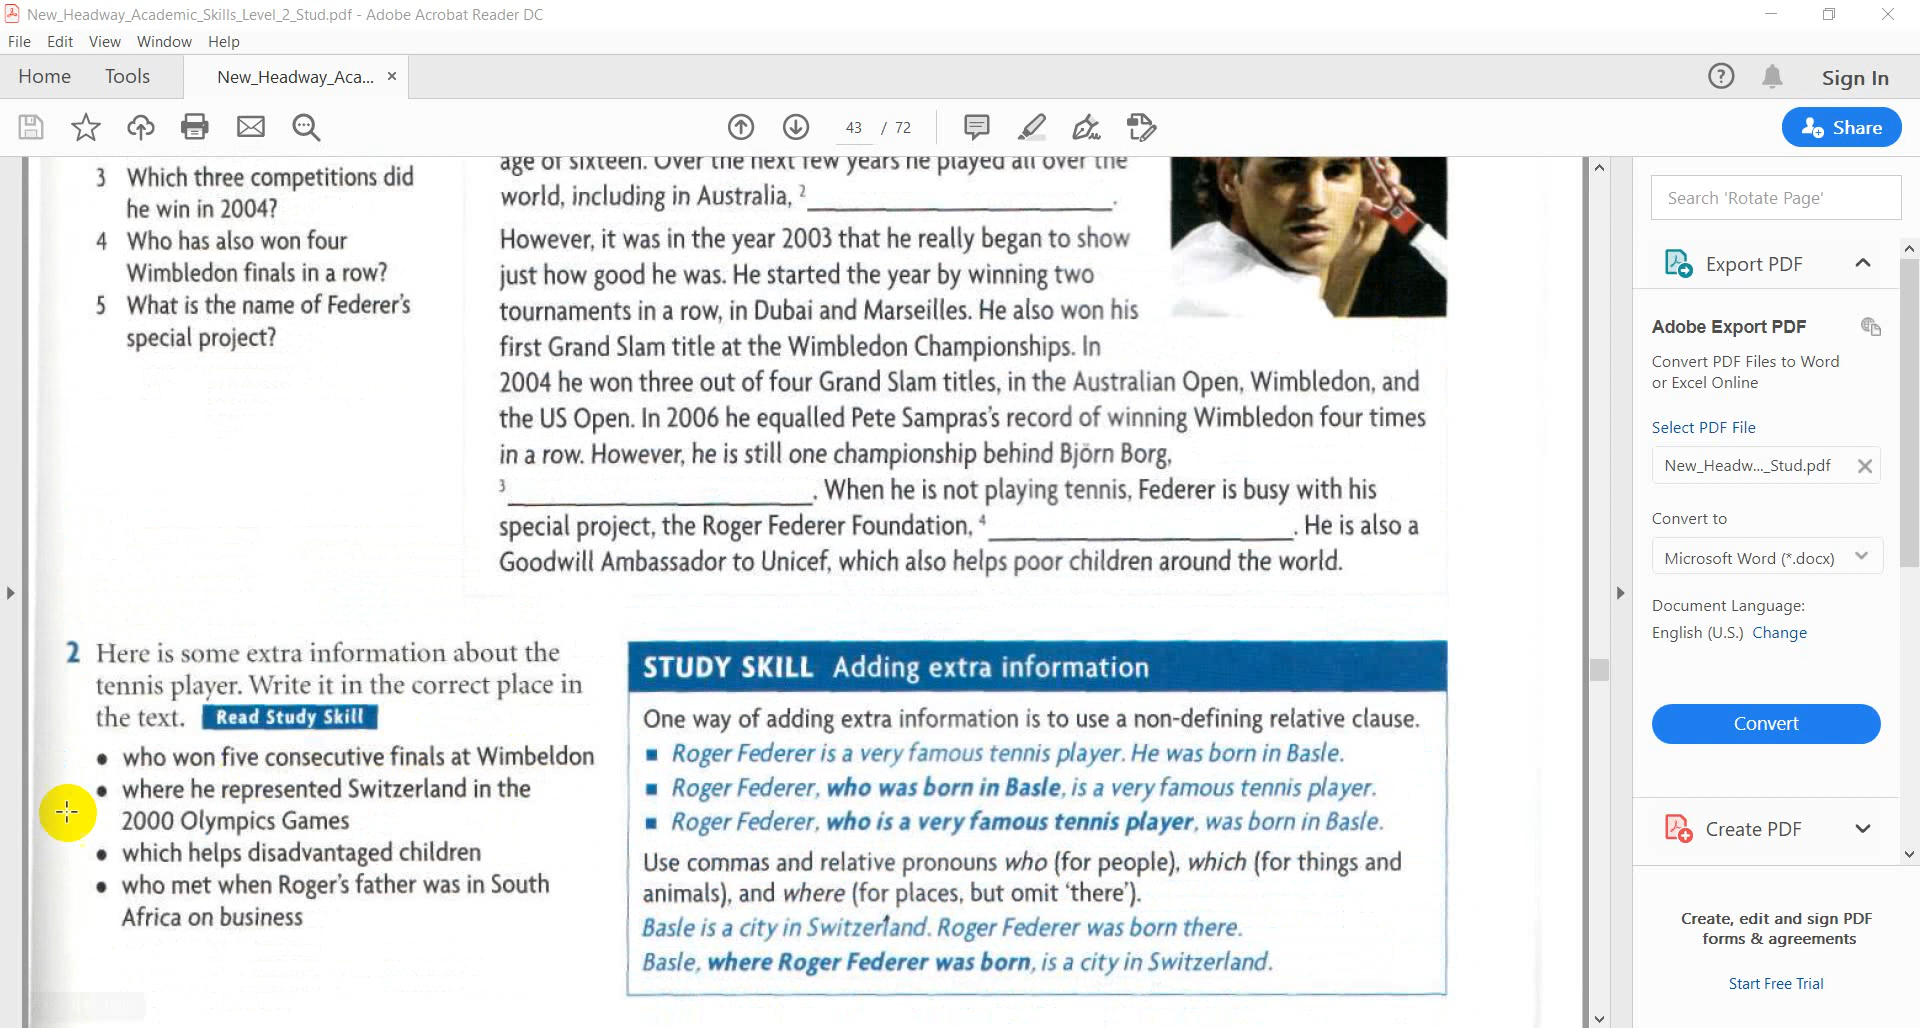 New_Headway_Academic_Skills_Level_2_Stud.pdf - Adobe Acrobat Reader DC
File Edit View Window Help
Home Tools New_Headway_Aca... × Sign In
43 / 72 Share
3 Which three competitions did
he win in 2004?
4 Who has also won four
Wimbledon finals in a row?
5 What is the name of Federer's
special project?
age of sixteen. Over the next few years he played all over the
world, including in Australia, 2 ____________.
However, it was in the year 2003 that he really began to show
just how good he was. He started the year by winning two
tournaments in a row, in Dubai and Marseilles. He also won his
first Grand Slam title at the Wimbledon Championships. In
2004 he won three out of four Grand Slam titles, in the Australian Open, Wimbledon, and
the US Open. In 2006 he equalled Pete Sampras's record of winning Wimbledon four times
in a row. However, he is still one championship behind Björn Borg,
3 ____________. When he is not playing tennis, Federer is busy with his
special project, the Roger Federer Foundation, 4 ____________. He is also a
Goodwill Ambassador to Unicef, which also helps poor children around the world.
2 Here is some extra information about the
tennis player. Write it in the correct place in
the text. Read Study Skill
• who won five consecutive finals at Wimbeldon
• where he represented Switzerland in the
2000 Olympics Games
• which helps disadvantaged children
• who met when Roger's father was in South
Africa on business
STUDY SKILL Adding extra information
One way of adding extra information is to use a non-defining relative clause.
■ Roger Federer is a very famous tennis player. He was born in Basle.
■ Roger Federer, who was born in Basle, is a very famous tennis player.
■ Roger Federer, who is a very famous tennis player, was born in Basle.
Use commas and relative pronouns who (for people), which (for things and
animals), and where (for places, but omit 'there').
Basle is a city in Switzerland. Roger Federer was born there.
Basle, where Roger Federer was born, is a city in Switzerland.
Search 'Rotate Page'
Export PDF
Adobe Export PDF
Convert PDF Files to Word
or Excel Online
Select PDF File
New_Headw..._Stud.pdf
Convert to
Microsoft Word (*.docx)
Document Language:
English (U.S.) Change
Convert
Create PDF
Create, edit and sign PDF
forms & agreements
Start Free Trial